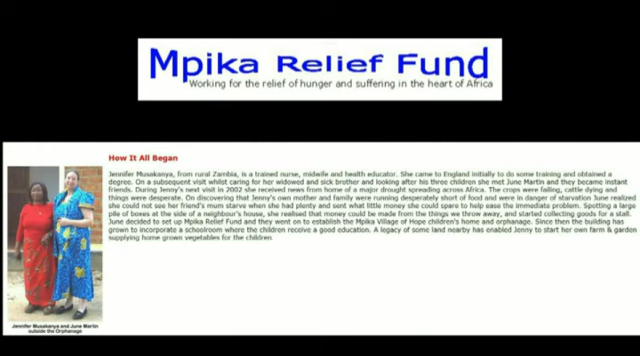 Mpika Relief Fund
Working for the relief of hunger and suffering in the heart of Africa
How It All Began
Jennifer Musakanya, from rural Zambia, is a trained nurse, midwife and health educator. She came to England initially to do some training and obtained a
degree. On a subsequent visit whilst caring for her widowed and sick brother and looking after his three children she met June Martin and they became instant
friends. During Jenny's next visit in 2002 she received news from home of a major drought spreading across Africa. The crops were failing, cattle dying and
things were desperate. On discovering that Jenny's own mother and family were running desperately short of food and were in danger of starvation June realized
she could not see her friend's mum starve when she had plenty and sent what little money she could spare to help ease the immediate problem. Spotting a large
pile of boxes at the side of a neighbour's house, she realised that money could be made from the things we throw away, and started collecting goods for a stall.
June decided to set up Mpika Relief Fund and they went on to establish the Mpika Village of Hope children's home and orphanage. Since then the building has
grown to incorporate a schoolroom where the children receive a good education. A legacy of some land nearby has enabled Jenny to start her own farm & garden
supplying home grown vegetables for the children
Jennifer Musakanya and June Martin
outside the Orphanage